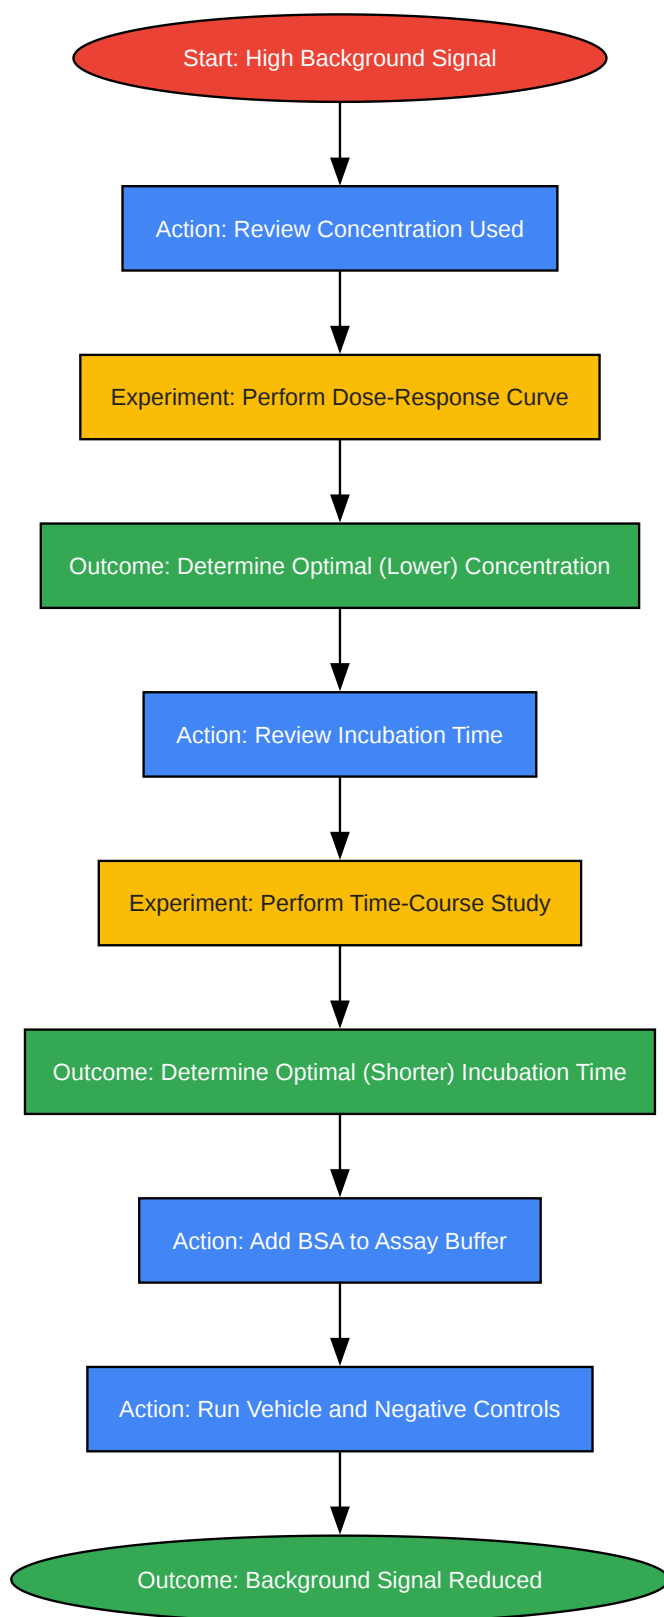 Start: High Background Signal
Action: Review Concentration Used
Experiment: Perform Dose-Response Curve
Outcome: Determine Optimal (Lower) Concentration
Action: Review Incubation Time
Experiment: Perform Time-Course Study
Outcome: Determine Optimal (Shorter) Incubation Time
Action: Add BSA to Assay Buffer
Action: Run Vehicle and Negative Controls
Outcome: Background Signal Reduced